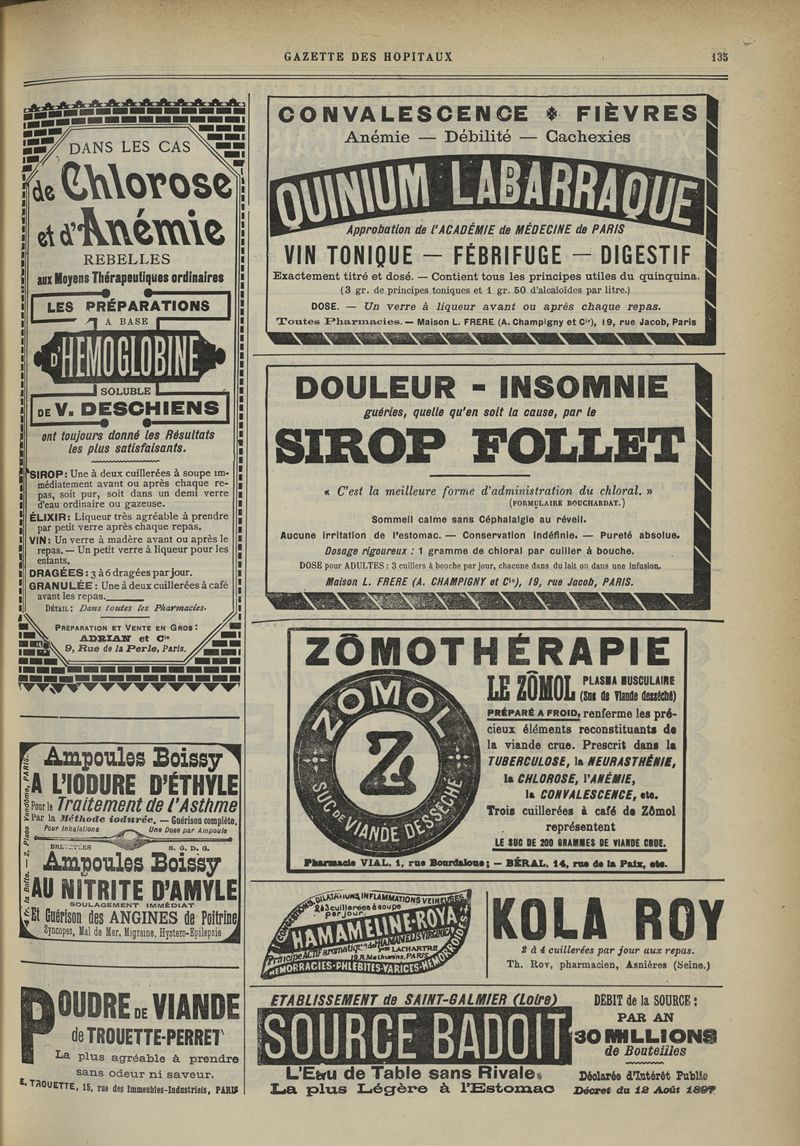 GAZETTE DES HOPITAUX
135
DANS LES CAS
de Chlorose
et d'Anémie
REBELLES
aux Moyens Thérapeutiques ordinaires
LES PRÉPARATIONS
A BASE
D'HÉMOGLOBINE
SOLUBLE
DE V. DESCHIENS
ont toujours donné les Résultats
les plus satisfaisants.
SIROP: Une à deux cuillerées à soupe im-
médiatement avant ou après chaque re-
pas, soit pur, soit dans un demi verre
d'eau ordinaire ou gazeuse.
ÉLIXIR: Liqueur très agréable à prendre
par petit verre après chaque repas.
VIN: Un verre à madère avant ou après le
repas.— Un petit verre à liqueur pour les
enfants.
DRAGÉES: 3 à 6 dragées par jour.
GRANULÉE: Une à deux cuillerées à café
avant les repas.
DÉTAIL: Dans toutes les Pharmacies.
PRÉPARATION ET VENTE EN GROS:
ADRIAN et Cie
9, Rue de la Perle, Paris.
Ampoules Boissy
A L'IODURE D'ÉTHYLE
Pour le Traitement de l'Asthme
Par la Méthode iodurée. — Guérison complète.
Pour Inhalations
Une Dose par Ampoule
BREVETÉES
S. G. D. G.
Ampoules Boissy
AU NITRITE D'AMYLE
SOULAGEMENT IMMÉDIAT
Et Guérison des ANGINES de Poitrine
Syncopes, Mal de Mer, Migraine, Hystero-Epilepsie
fr. la Boîte. — 2, Place Vendôme, PARIS.
POUDRE DE VIANDE
de TROUETTE-PERRET
La plus agréable à prendre
sans odeur ni saveur.
E. TROUETTE, 15, rue des Immeubles-Industriels, PARIS
CONVALESCENCE FIÈVRES
Anémie — Débilité — Cachexies
QUINIUM LABARRAQUE
Approbation de l'ACADÉMIE de MÉDECINE de PARIS
VIN TONIQUE — FÉBRIFUGE — DIGESTIF
Exactement titré et dosé. — Contient tous les principes utiles du quinquina.
(3 gr. de principes toniques et 1 gr. 50 d'alcaloïdes par litre.)
DOSE. — Un verre à liqueur avant ou après chaque repas.
Toutes Pharmacies. — Maison L. FRERE (A. Champigny et Cie), 19, rue Jacob, Paris
DOULEUR - INSOMNIE
guéries, quelle qu'en soit la cause, par le
SIROP FOLLET
« C'est la meilleure forme d'administration du chloral. »
(FORMULAIRE BOUCHARDAT.)
Sommeil calme sans Céphalalgie au réveil.
Aucune irritation de l'estomac. — Conservation indéfinie. — Pureté absolue.
Dosage rigoureux : 1 gramme de chloral par cuiller à bouche.
DOSE pour ADULTES : 3 cuillers à bouche par jour, chacune dans du lait ou dans une infusion.
Maison L. FRERE (A. CHAMPIGNY et Cie), 19, rue Jacob, PARIS.
ZÔMOTHÉRAPIE
ZÔMOL
Z
SUC DE VIANDE DESSÉCHÉ
LE ZÔMOL PLASMA MUSCULAIRE
(Suc de Viande desséché)
PRÉPARÉ A FROID, renferme les pré-
cieux éléments reconstituants de
la viande crue. Prescrit dans la
TUBERCULOSE, la NEURASTHÉNIE,
la CHLOROSE, l'ANÉMIE,
la CONVALESCENCE, etc.
Trois cuillerées à café de Zômol
représentent
LE SUC DE 200 GRAMMES DE VIANDE CRUE.
Pharmacie VIAL, 1, rue Bourdaloue; — BÉRAL, 14, rue de la Paix, etc.
CONGESTIONS, DILATATIONS, INFLAMMATIONS VEINEUSES
2 à 3 cuillerées à soupe
par jour.
HAMAMELINE-ROYA
Principe Actif aromatique de l'HAMAMELIS VIRGINICA
LACHARTRE
19, R. Mathurins, PARIS
HEMORRAGIES-PHLÉBITES-VARICES-HEMORROIDES
KOLA ROY
2 à 4 cuillerées par jour aux repas.
Th. ROY, pharmacien, Asnières (Seine.)
ETABLISSEMENT de SAINT-GALMIER (Loire)
SOURCE BADOIT
L'Eau de Table sans Rivale.
La plus Légère à l'Estomac
DÉBIT de la SOURCE :
PAR AN
30 MILLIONS
de Bouteilles
Déclarée d'Intérêt Public
Décret du 12 Août 1897